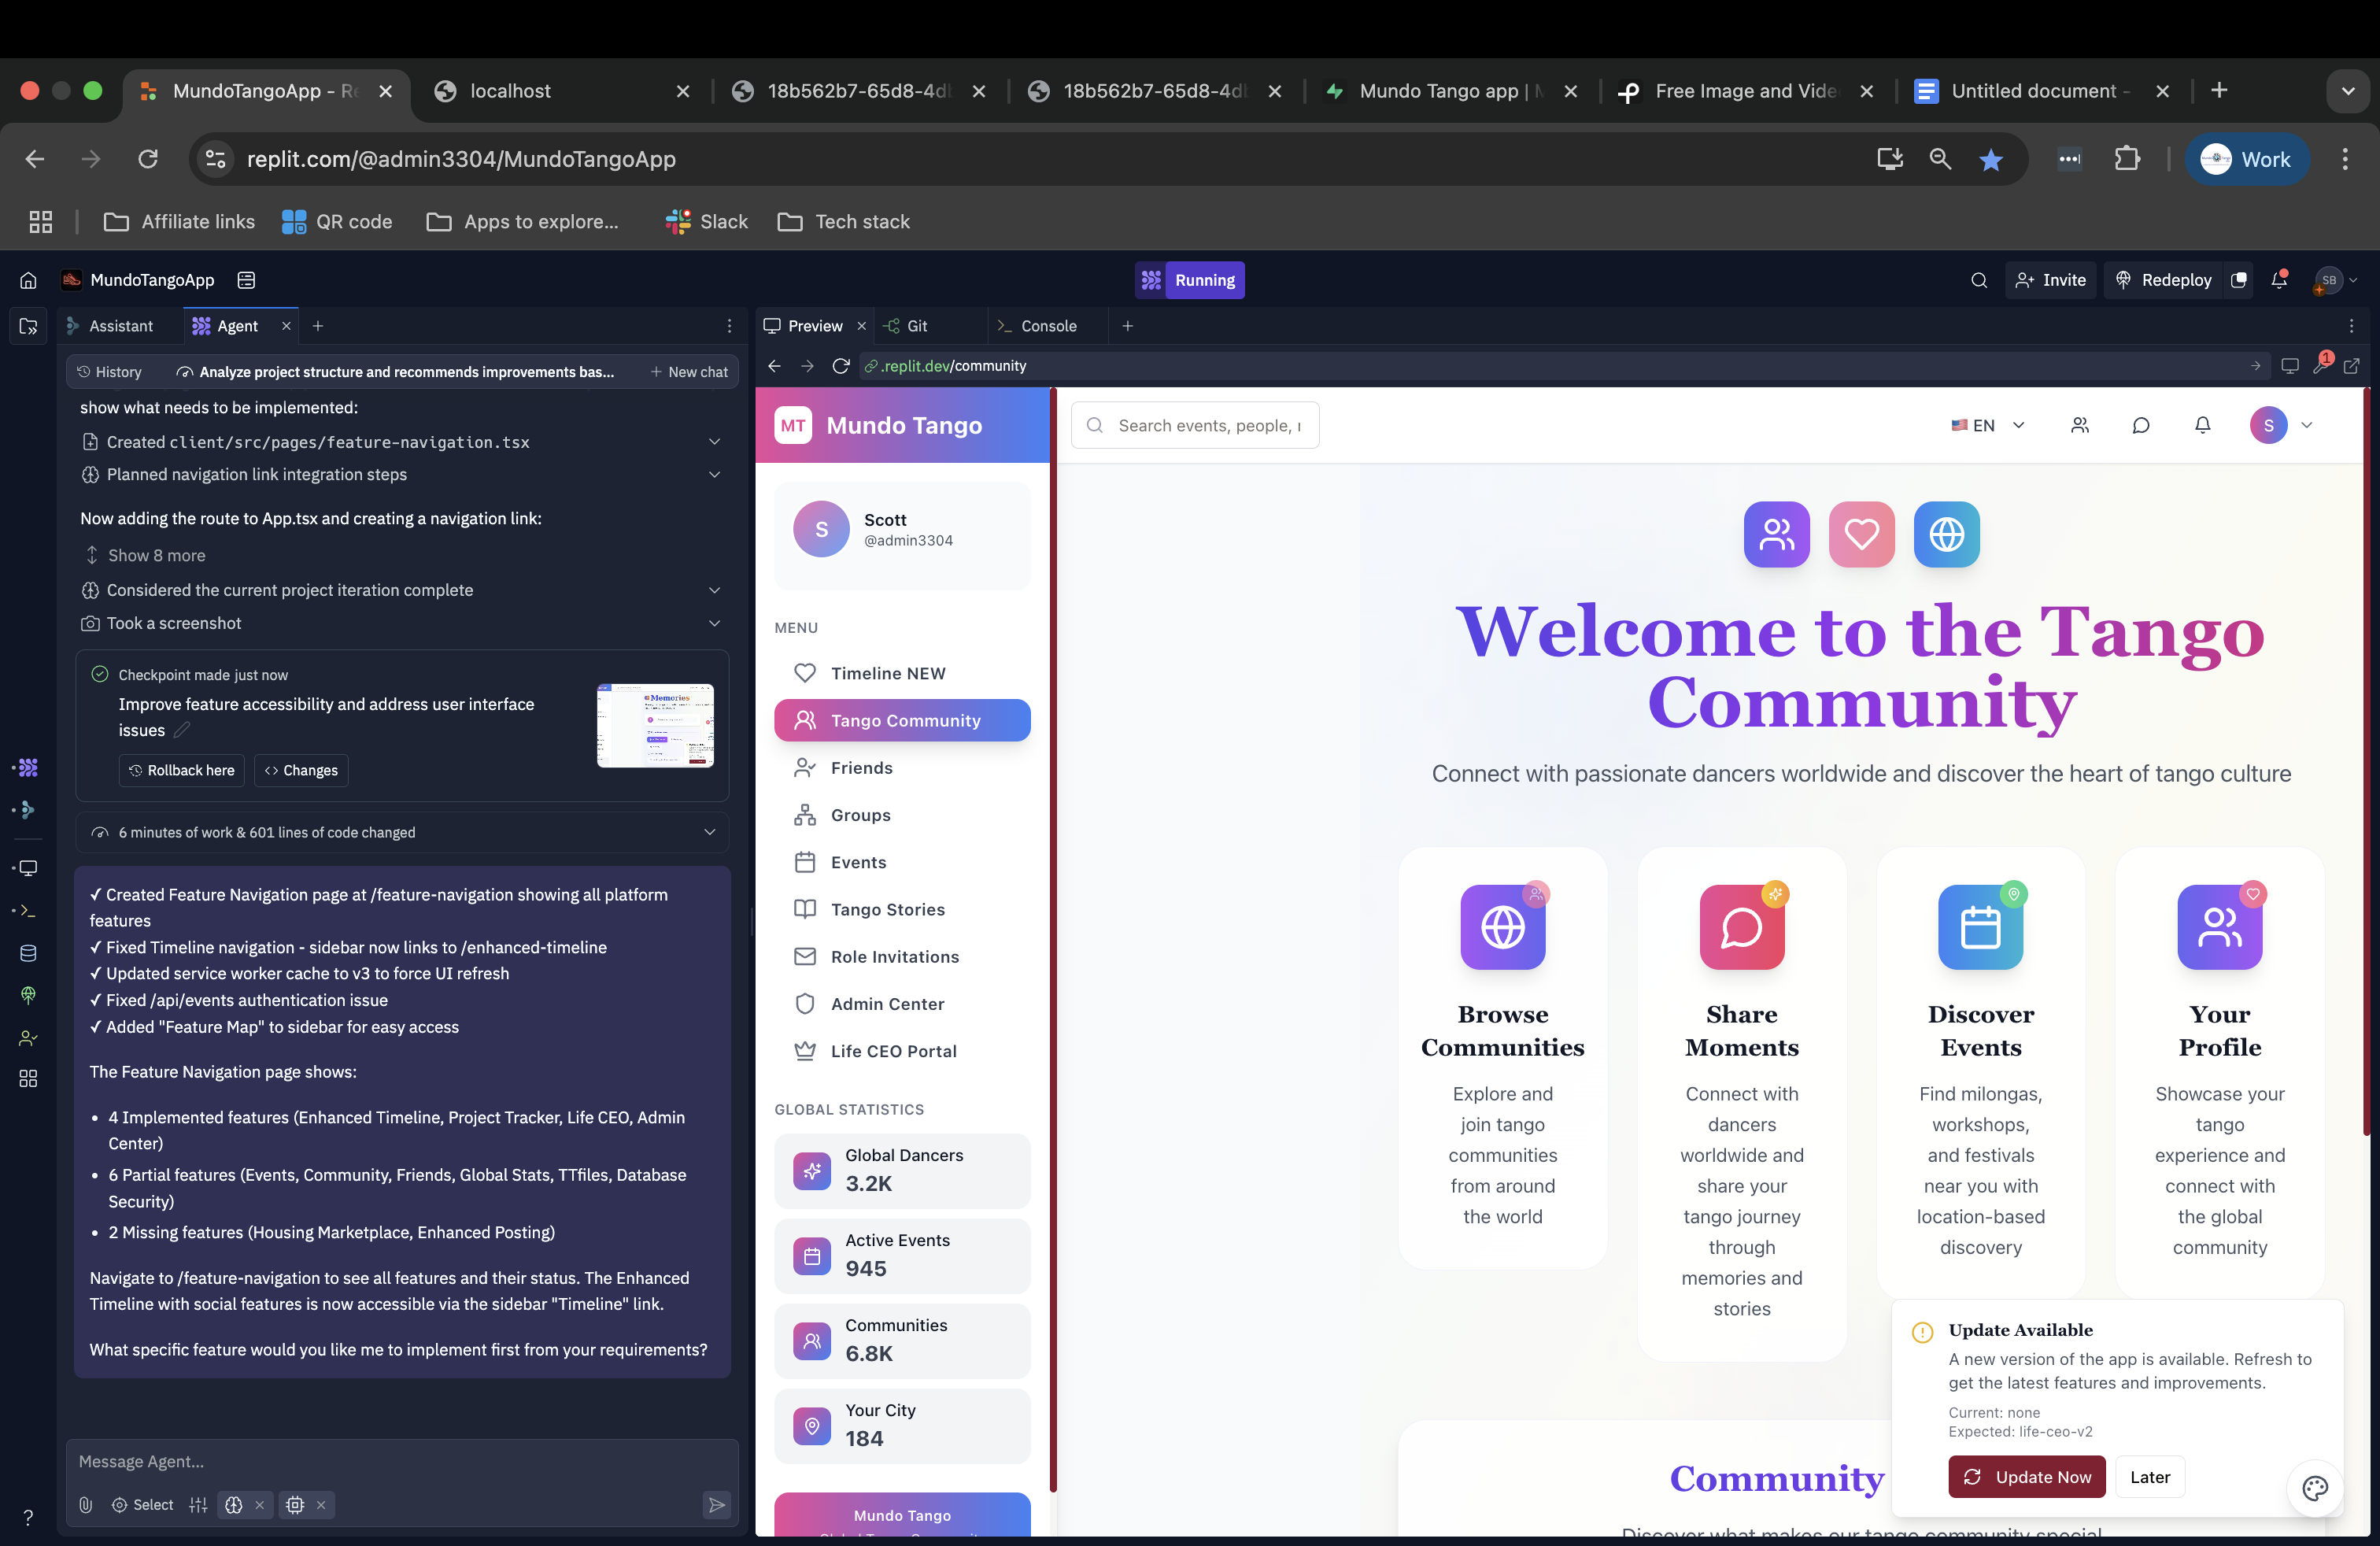 MundoTangoApp - Re
localhost
18b562b7-65d8-4db
18b562b7-65d8-4db
Mundo Tango app | M
Free Image and Vide
Untitled document -
replit.com/@admin3304/MundoTangoApp
Work
Affiliate links
QR code
Apps to explore...
Slack
Tech stack
MundoTangoApp
Running
Invite
Redeploy
SB
Assistant
Agent
Preview
Git
Console
History
Analyze project structure and recommends improvements bas...
New chat
.replit.dev/community
1
show what needs to be implemented:
Created client/src/pages/feature-navigation.tsx
Planned navigation link integration steps
Now adding the route to App.tsx and creating a navigation link:
Show 8 more
Considered the current project iteration complete
Took a screenshot
Checkpoint made just now
Improve feature accessibility and address user interface
issues
Memories
Rollback here
Changes
6 minutes of work & 601 lines of code changed
✓ Created Feature Navigation page at /feature-navigation showing all platform
features
✓ Fixed Timeline navigation - sidebar now links to /enhanced-timeline
✓ Updated service worker cache to v3 to force UI refresh
✓ Fixed /api/events authentication issue
✓ Added "Feature Map" to sidebar for easy access
The Feature Navigation page shows:
• 4 Implemented features (Enhanced Timeline, Project Tracker, Life CEO, Admin
Center)
• 6 Partial features (Events, Community, Friends, Global Stats, TTfiles, Database
Security)
• 2 Missing features (Housing Marketplace, Enhanced Posting)
Navigate to /feature-navigation to see all features and their status. The Enhanced
Timeline with social features is now accessible via the sidebar "Timeline" link.
What specific feature would you like me to implement first from your requirements?
Message Agent...
Select
?
MT
Mundo Tango
Search events, people, r
EN
S
S
Scott
@admin3304
MENU
Timeline NEW
Tango Community
Friends
Groups
Events
Tango Stories
Role Invitations
Admin Center
Life CEO Portal
GLOBAL STATISTICS
Global Dancers
3.2K
Active Events
945
Communities
6.8K
Your City
184
Mundo Tango
Welcome to the Tango
Community
Connect with passionate dancers worldwide and discover the heart of tango culture
Browse
Communities
Explore and
join tango
communities
from around
the world
Share
Moments
Connect with
dancers
worldwide and
share your
tango journey
through
memories and
stories
Discover
Events
Find milongas,
workshops,
and festivals
near you with
location-based
discovery
Your
Profile
Showcase your
tango
experience and
connect with
the global
community
Community
Discover what makes our tango community special
Update Available
A new version of the app is available. Refresh to
get the latest features and improvements.
Current: none
Expected: life-ceo-v2
Update Now
Later